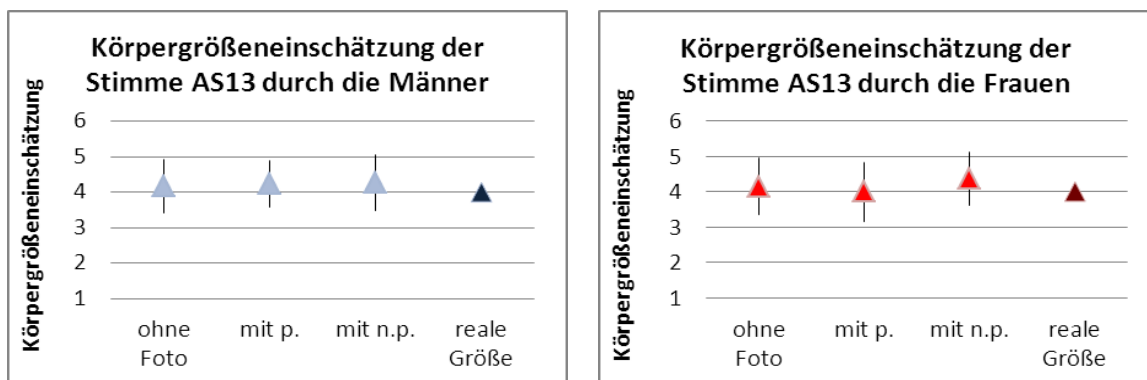 Körpergrößeneinschätzung der
Stimme AS13 durch die Männer
Körpergrößeneinschätzung
6
5
4
3
2
1
ohne
Foto
mit p.
mit n.p.
reale
Größe
Körpergrößeneinschätzung der
Stimme AS13 durch die Frauen
Körpergrößeneinschätzung
6
5
4
3
2
1
ohne
Foto
mit p.
mit n.p.
reale
Größe